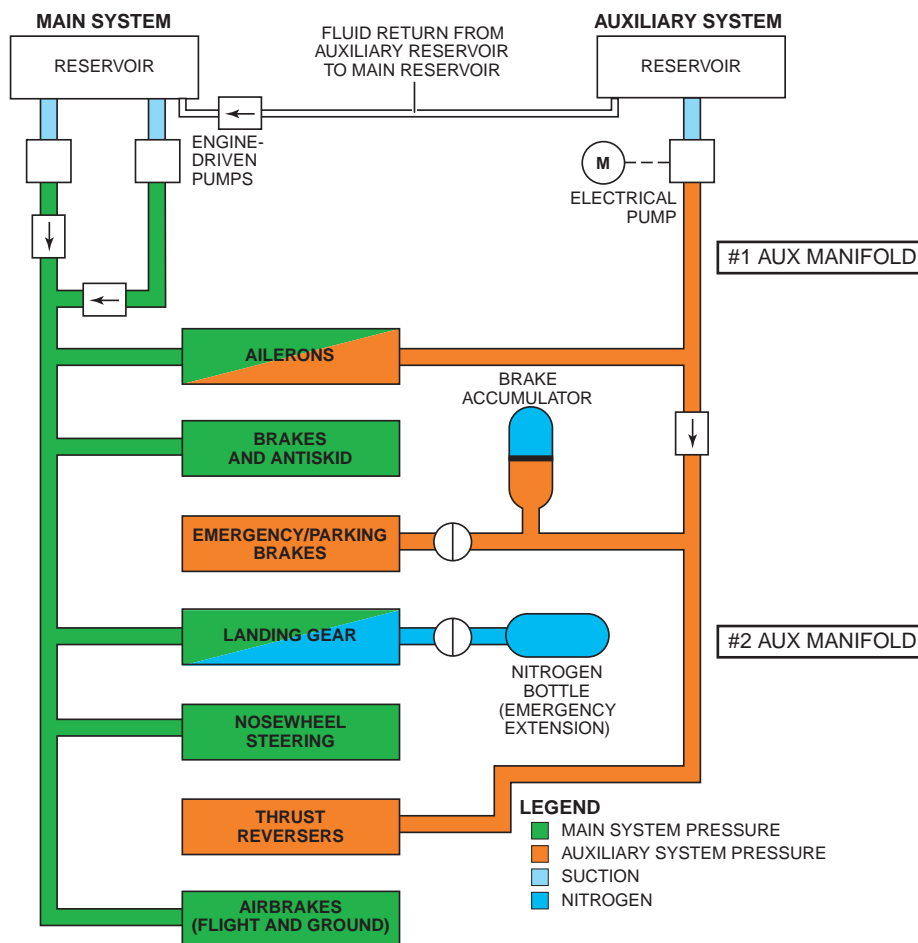 MAIN SYSTEM
RESERVOIR
FLUID RETURN FROM
AUXILIARY RESERVOIR
TO MAIN RESERVOIR
AUXILIARY SYSTEM
RESERVOIR
ENGINE-
DRIVEN
PUMPS
M
ELECTRICAL
PUMP
#1 AUX MANIFOLD
AILERONS
BRAKE
ACCUMULATOR
BRAKES
AND ANTISKID
EMERGENCY/PARKING
BRAKES
LANDING GEAR
NITROGEN
BOTTLE
(EMERGENCY
EXTENSION)
#2 AUX MANIFOLD
NOSEWHEEL
STEERING
THRUST
REVERSERS
AIRBRAKES
(FLIGHT AND GROUND)
LEGEND
MAIN SYSTEM PRESSURE
AUXILIARY SYSTEM PRESSURE
SUCTION
NITROGEN